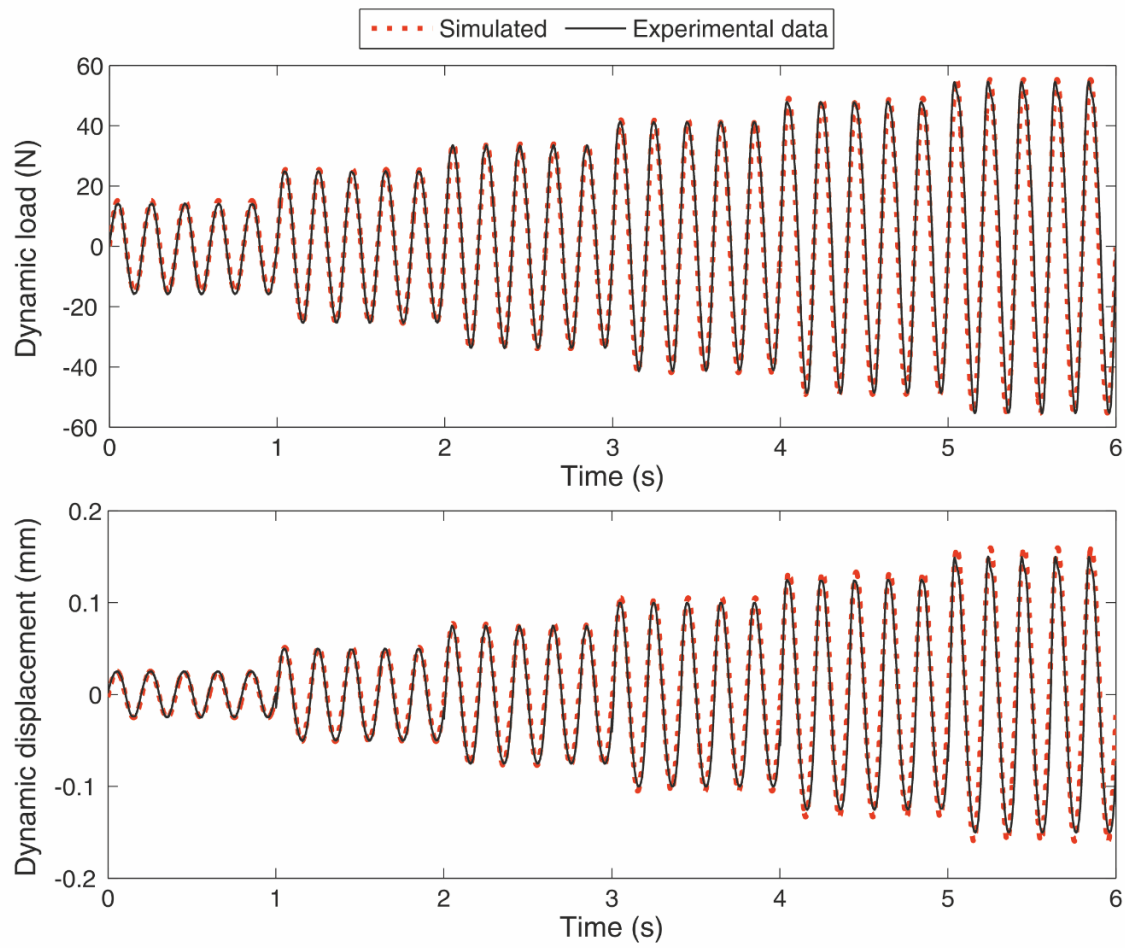 Simulated Experimental data
60
40
20
0
-20
-40
-60
Dynamic load (N)
0 1 2 3 4 5 6
Time (s)
0.2
0.1
0
-0.1
-0.2
Dynamic displacement (mm)
0 1 2 3 4 5 6
Time (s)